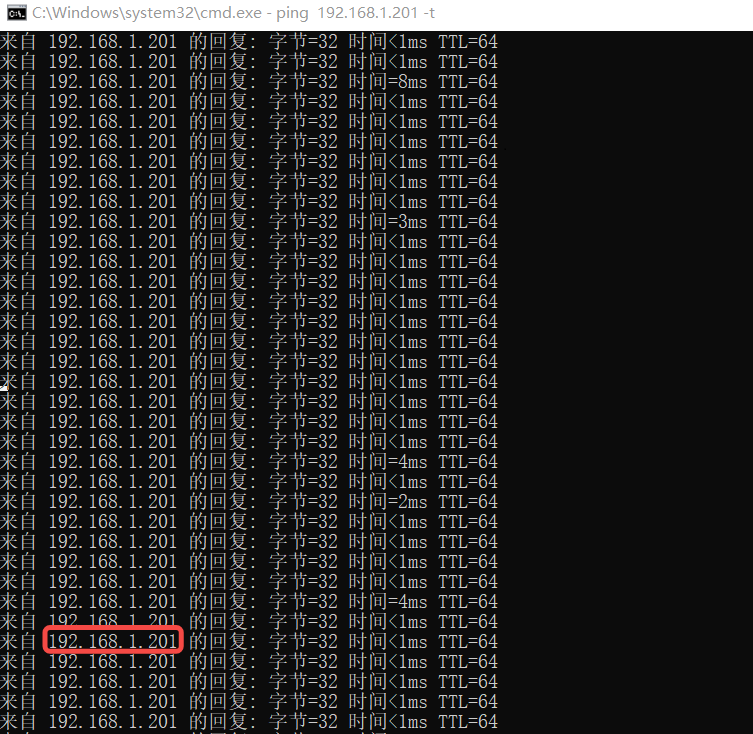 C:\Windows\system32\cmd.exe - ping  192.168.1.201 -t
来自 192.168.1.201 的回复: 字节=32 时间<1ms TTL=64
来自 192.168.1.201 的回复: 字节=32 时间<1ms TTL=64
来自 192.168.1.201 的回复: 字节=32 时间=8ms TTL=64
来自 192.168.1.201 的回复: 字节=32 时间<1ms TTL=64
来自 192.168.1.201 的回复: 字节=32 时间<1ms TTL=64
来自 192.168.1.201 的回复: 字节=32 时间<1ms TTL=64
来自 192.168.1.201 的回复: 字节=32 时间<1ms TTL=64
来自 192.168.1.201 的回复: 字节=32 时间<1ms TTL=64
来自 192.168.1.201 的回复: 字节=32 时间<1ms TTL=64
来自 192.168.1.201 的回复: 字节=32 时间=3ms TTL=64
来自 192.168.1.201 的回复: 字节=32 时间<1ms TTL=64
来自 192.168.1.201 的回复: 字节=32 时间<1ms TTL=64
来自 192.168.1.201 的回复: 字节=32 时间<1ms TTL=64
来自 192.168.1.201 的回复: 字节=32 时间<1ms TTL=64
来自 192.168.1.201 的回复: 字节=32 时间<1ms TTL=64
来自 192.168.1.201 的回复: 字节=32 时间<1ms TTL=64
来自 192.168.1.201 的回复: 字节=32 时间<1ms TTL=64
来自 192.168.1.201 的回复: 字节=32 时间<1ms TTL=64
来自 192.168.1.201 的回复: 字节=32 时间<1ms TTL=64
来自 192.168.1.201 的回复: 字节=32 时间<1ms TTL=64
来自 192.168.1.201 的回复: 字节=32 时间<1ms TTL=64
来自 192.168.1.201 的回复: 字节=32 时间=4ms TTL=64
来自 192.168.1.201 的回复: 字节=32 时间<1ms TTL=64
来自 192.168.1.201 的回复: 字节=32 时间=2ms TTL=64
来自 192.168.1.201 的回复: 字节=32 时间<1ms TTL=64
来自 192.168.1.201 的回复: 字节=32 时间<1ms TTL=64
来自 192.168.1.201 的回复: 字节=32 时间<1ms TTL=64
来自 192.168.1.201 的回复: 字节=32 时间<1ms TTL=64
来自 192.168.1.201 的回复: 字节=32 时间=4ms TTL=64
来自 192.168.1.201 的回复: 字节=32 时间<1ms TTL=64
来自 192.168.1.201 的回复: 字节=32 时间<1ms TTL=64
来自 192.168.1.201 的回复: 字节=32 时间<1ms TTL=64
来自 192.168.1.201 的回复: 字节=32 时间<1ms TTL=64
来自 192.168.1.201 的回复: 字节=32 时间<1ms TTL=64
来自 192.168.1.201 的回复: 字节=32 时间<1ms TTL=64